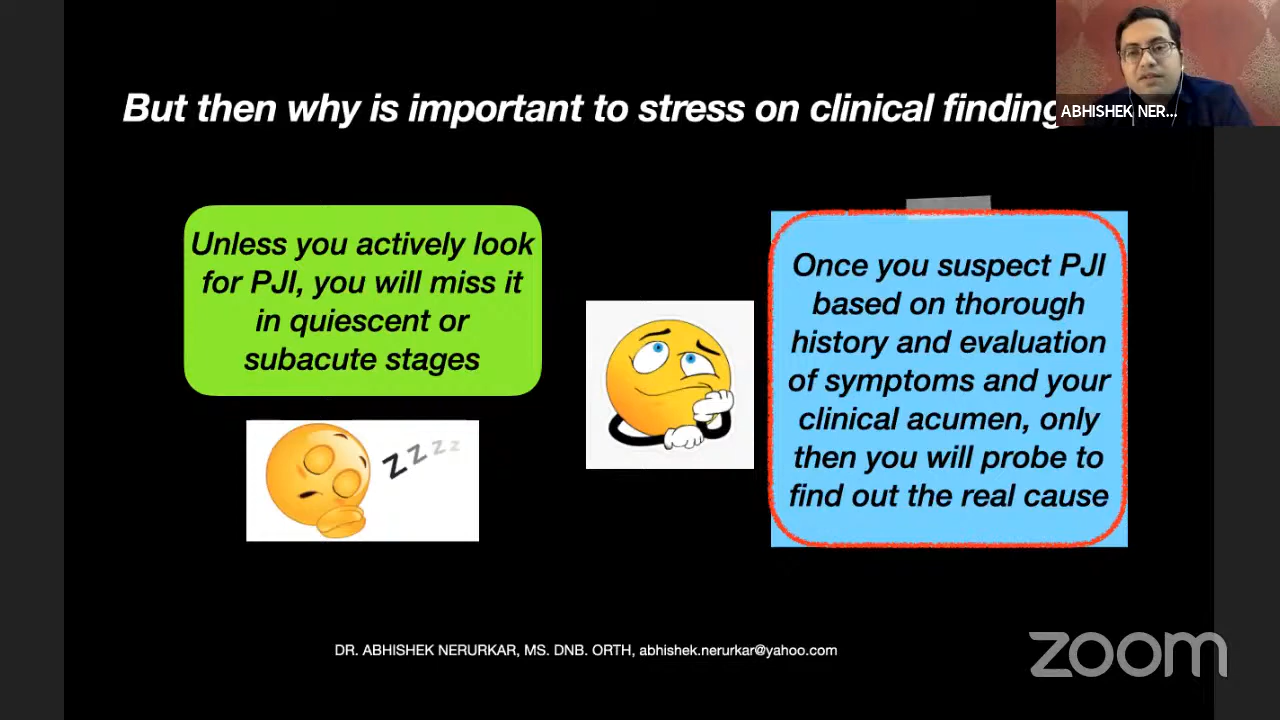 But then why is important to stress on clinical finding
ABHISHEK NER...
Unless you actively look
for PJI, you will miss it
in quiescent or
subacute stages
Once you suspect PJI
based on thorough
history and evaluation
of symptoms and your
clinical acumen, only
then you will probe to
find out the real cause
zzzz
DR. ABHISHEK NERURKAR, MS. DNB. ORTH, abhishek.nerurkar@yahoo.com
zoom